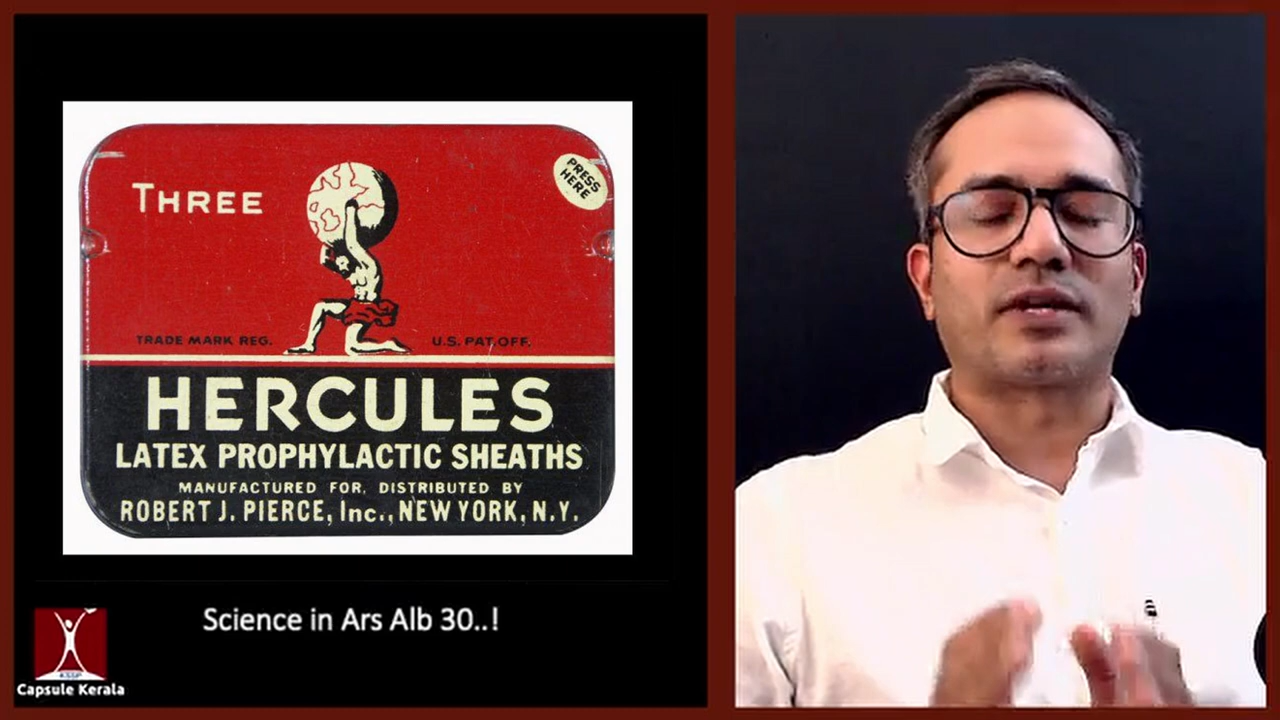 THREE
PRESS
HERE
TRADE MARK REG.
U.S. PAT. OFF.
HERCULES
LATEX PROPHYLACTIC SHEATHS
MANUFACTURED FOR, DISTRIBUTED BY
ROBERT J. PIERCE, Inc., NEW YORK, N.Y.
Science in Ars Alb 30..!
KSSP
Capsule Kerala